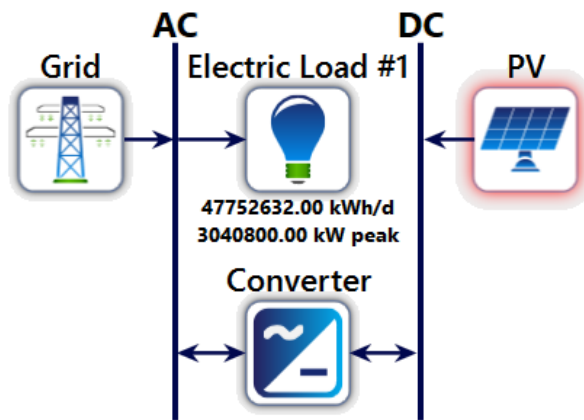 AC
DC
Grid
Electric Load #1
PV
47752632.00 kWh/d
3040800.00 kW peak
Converter